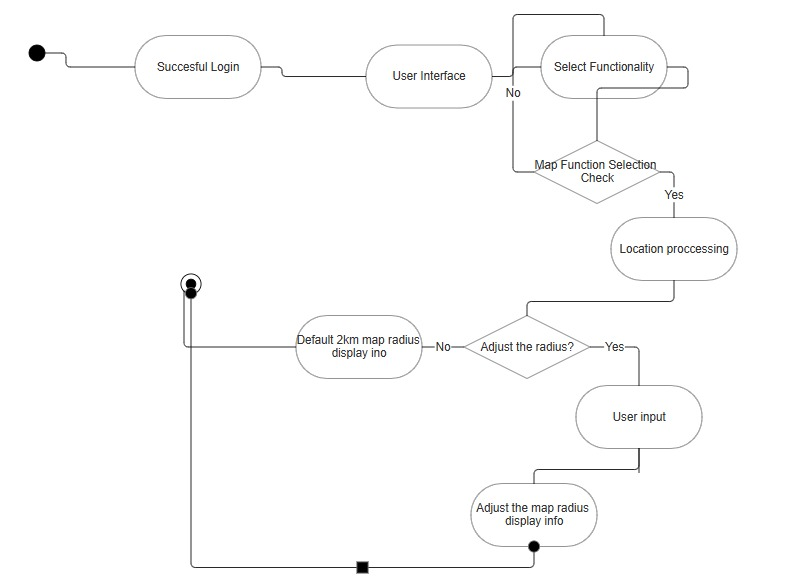 Succesful Login
User Interface
Select Functionality
No
Map Function Selection
Check
Yes
Location proccessing
Default 2km map radius
display ino
No
Adjust the radius?
Yes
User input
Adjust the map radius
display info